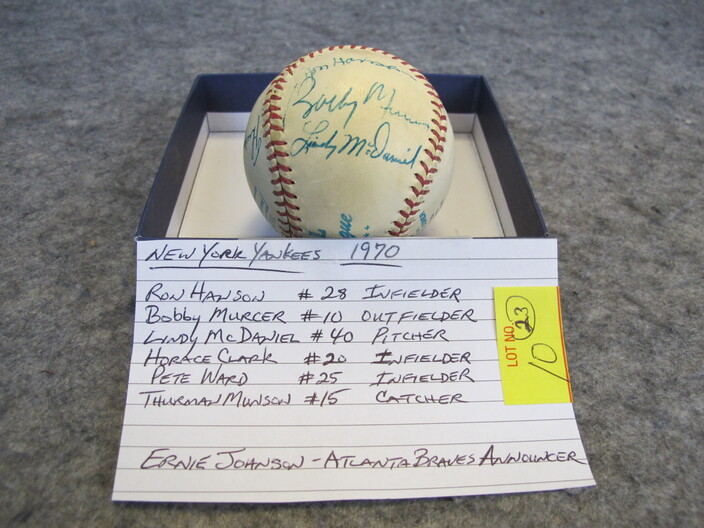 Ron Hansen
Bobby Murcer
Lindy McDaniel
NEW YORK YANKEES 1970
RON HANSON #28 INFIELDER
BOBBY MURCER #10 OUTFIELDER
LINDY MCDANIEL #40 PITCHER
HORACE CLARK #20 INFIELDER
PETE WARD #25 INFIELDER
THURMAN MUNSON #15 CATCHER
ERNIE JOHNSON - ATLANTA BRAVES ANNOUNCER
LOT NO. 23
10